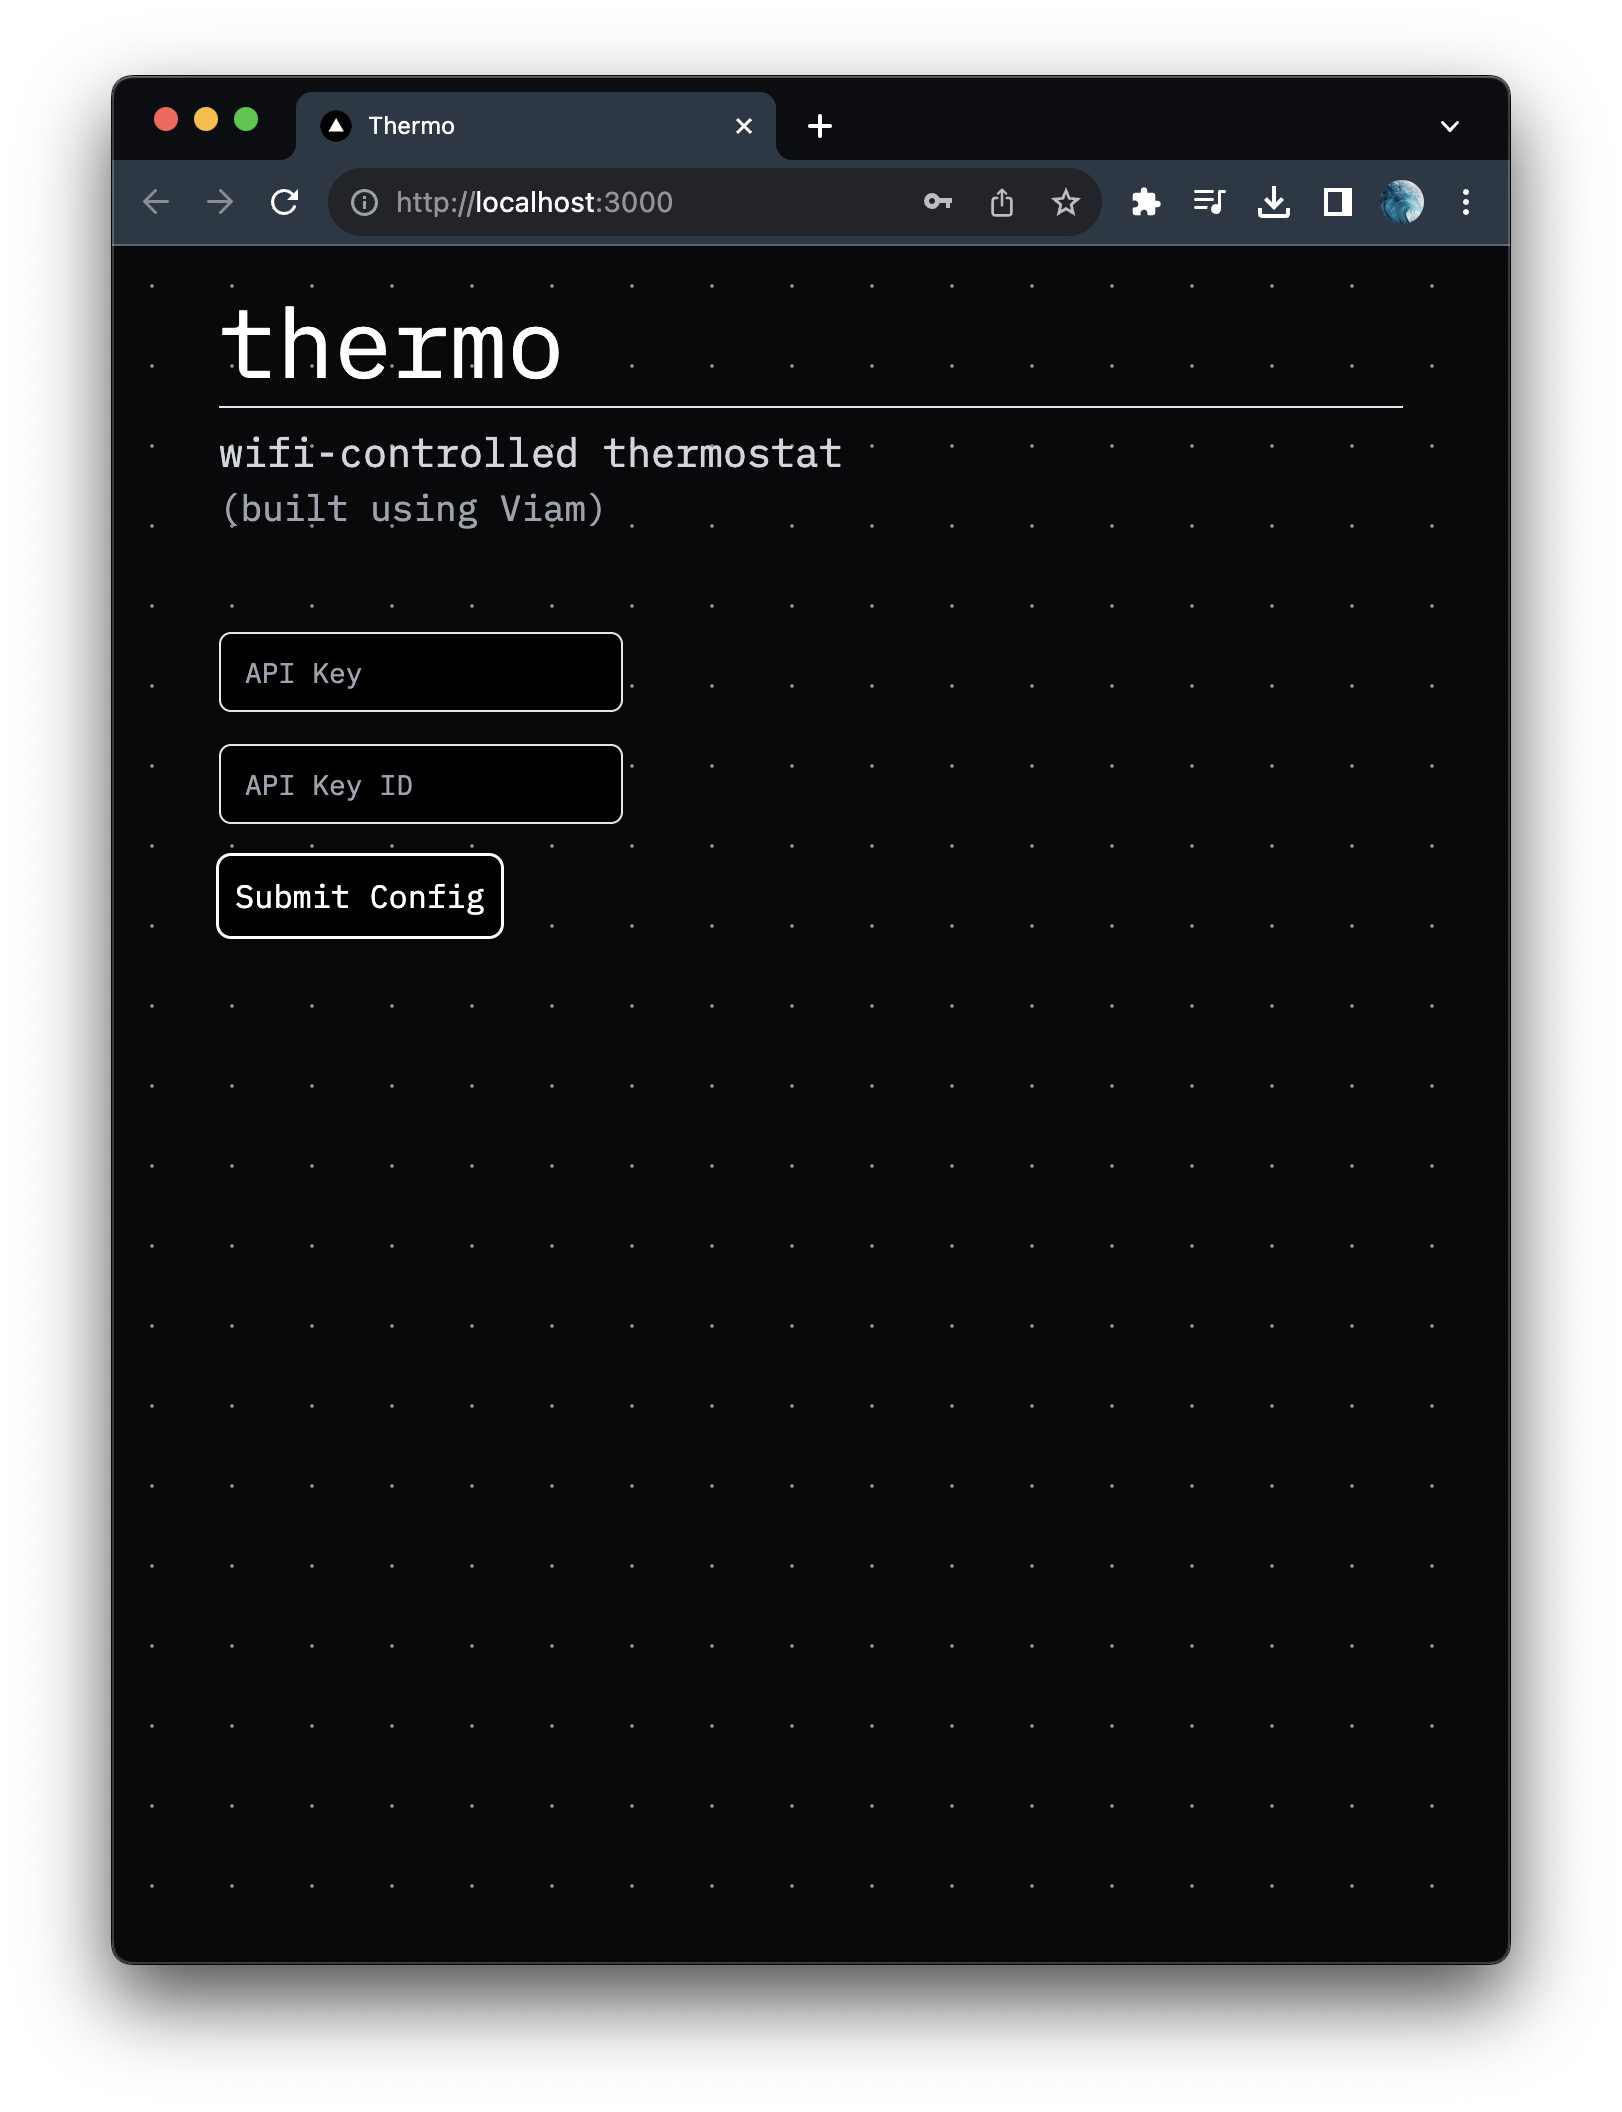 Thermo
http://localhost:3000
thermo
wifi-controlled thermostat
(built using Viam)
API Key
API Key ID
Submit Config